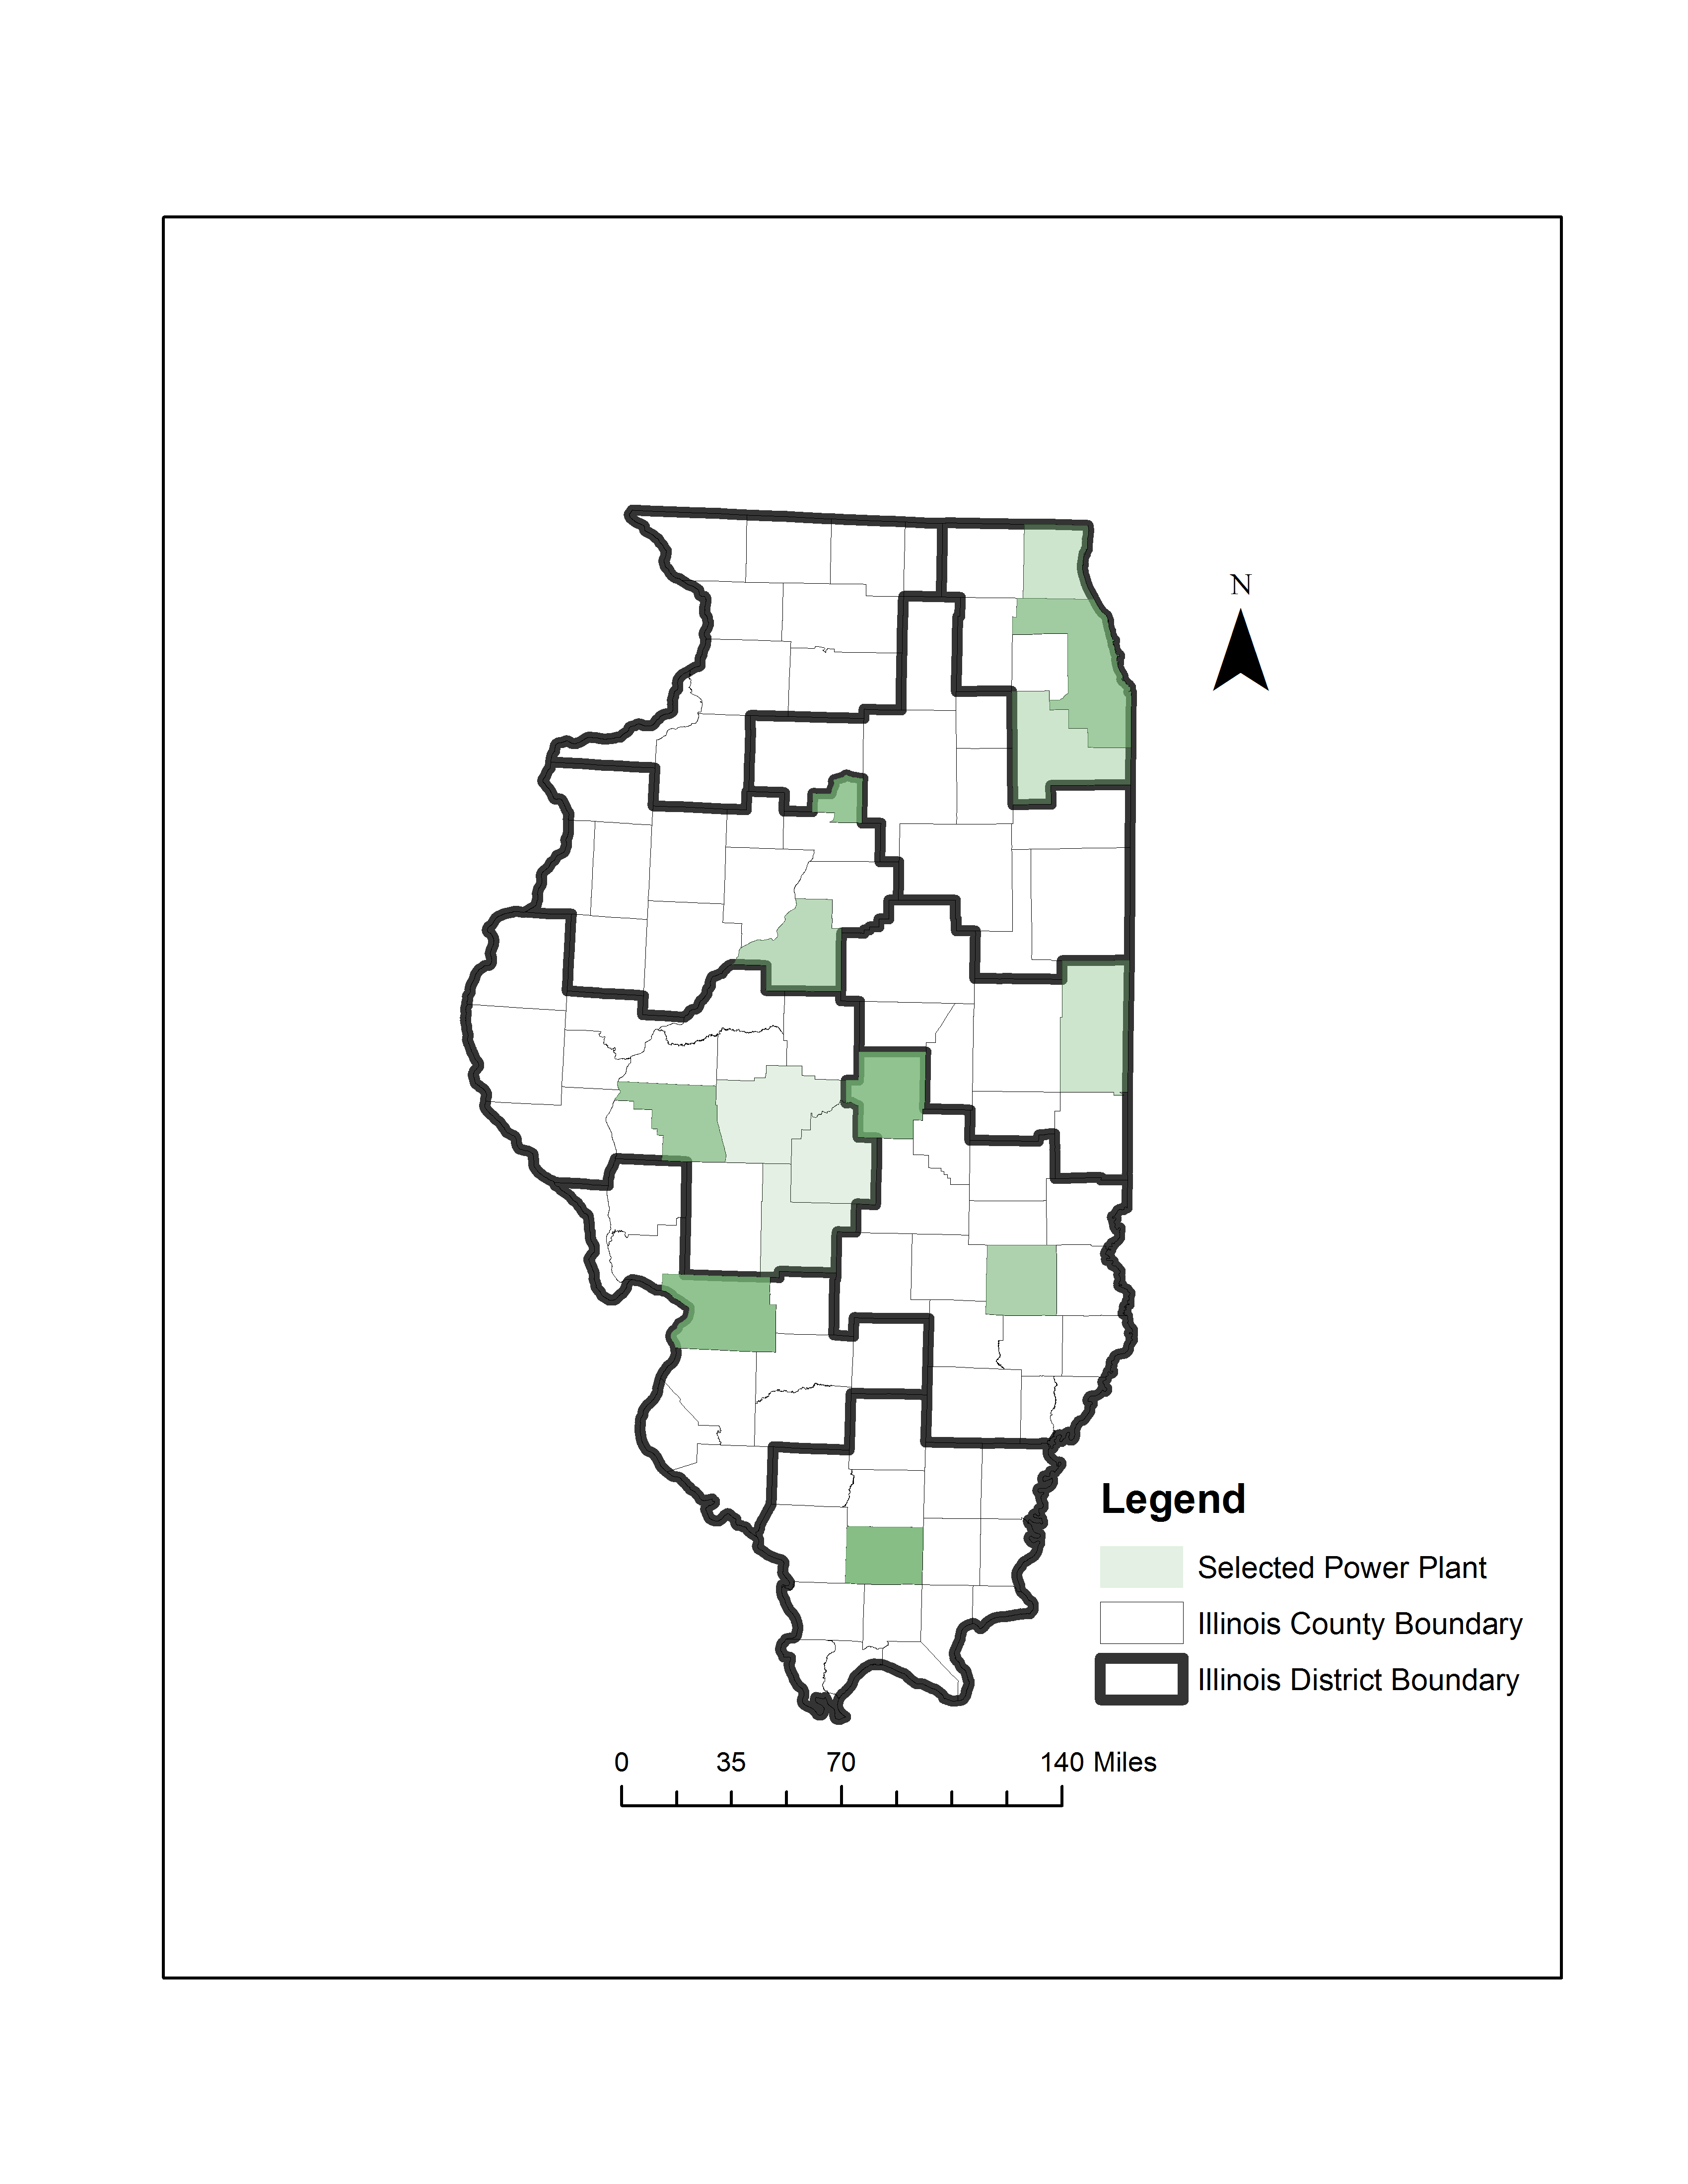 N
Legend
Selected Power Plant
Illinois County Boundary
Illinois District Boundary
0 35 70 140 Miles